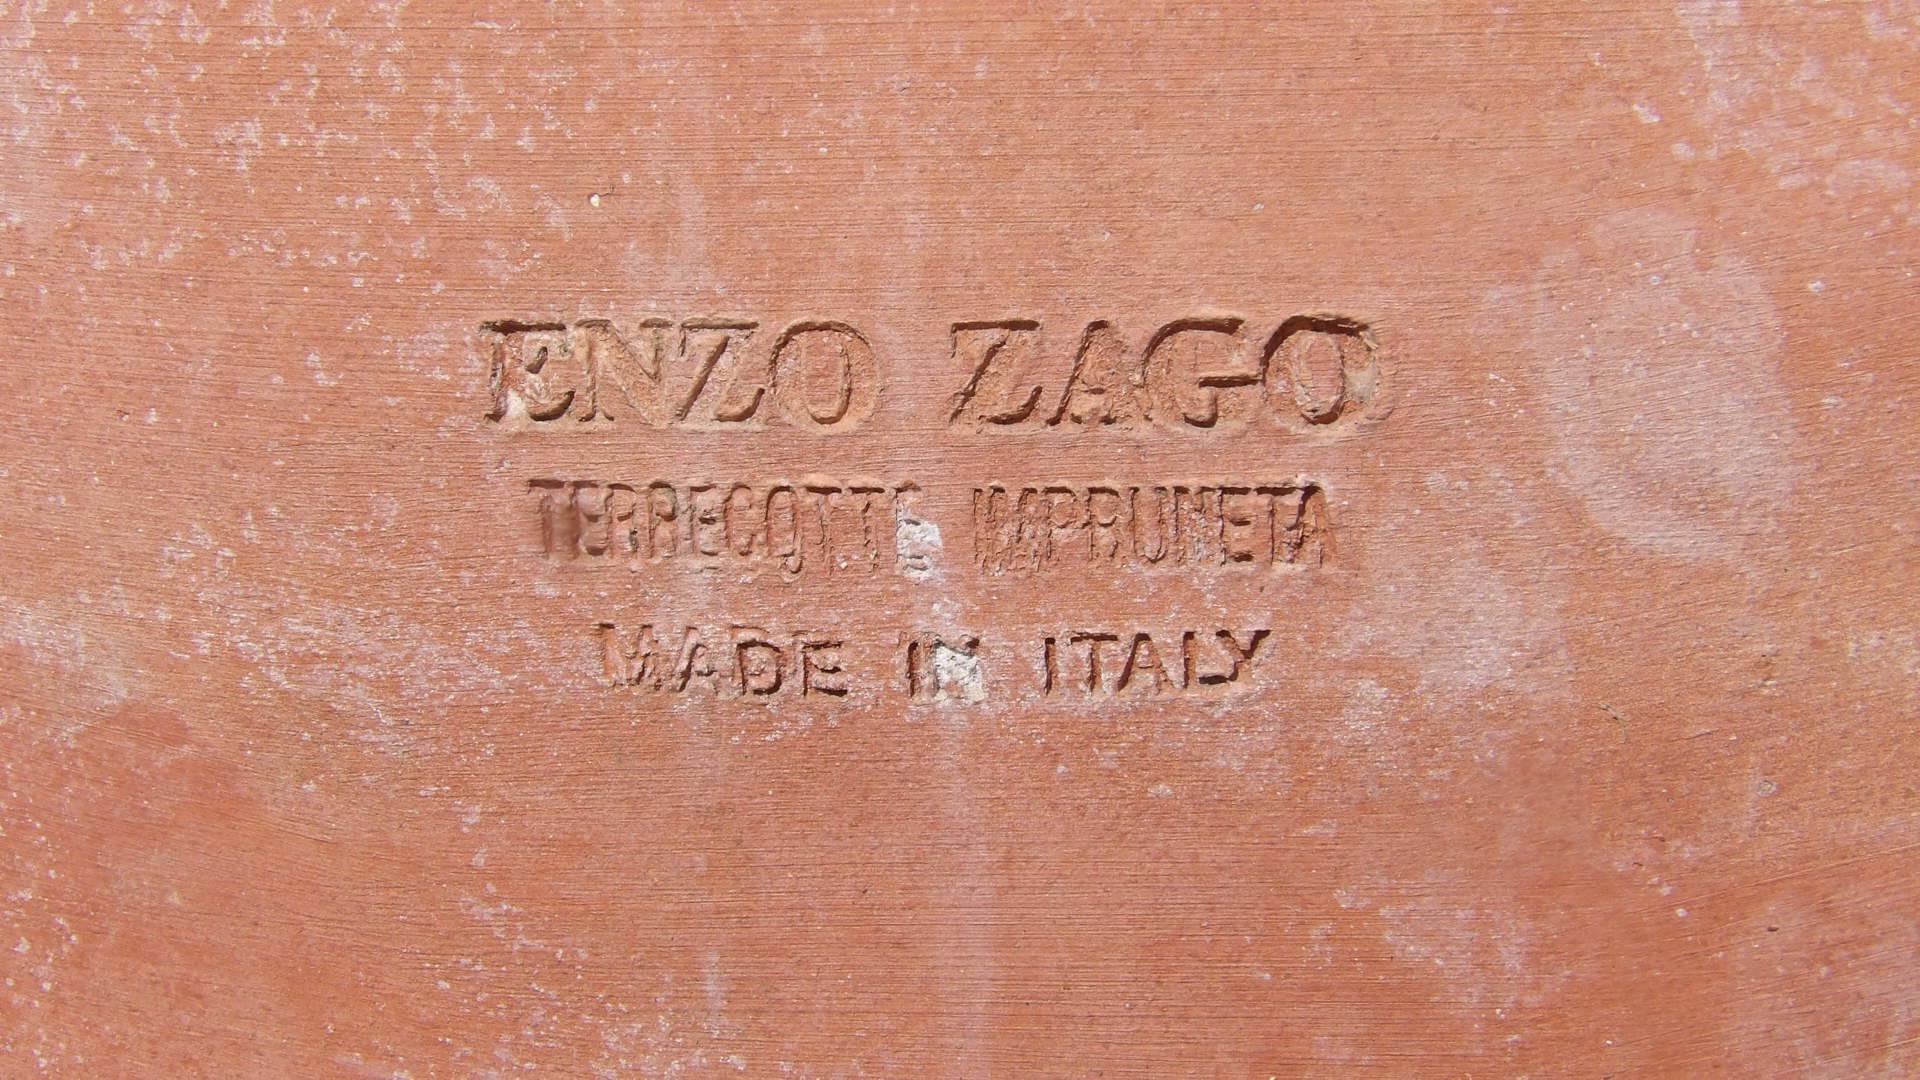 ENZO ZAGO
TERRECOTTE IMPRUNETA
MADE IN ITALY